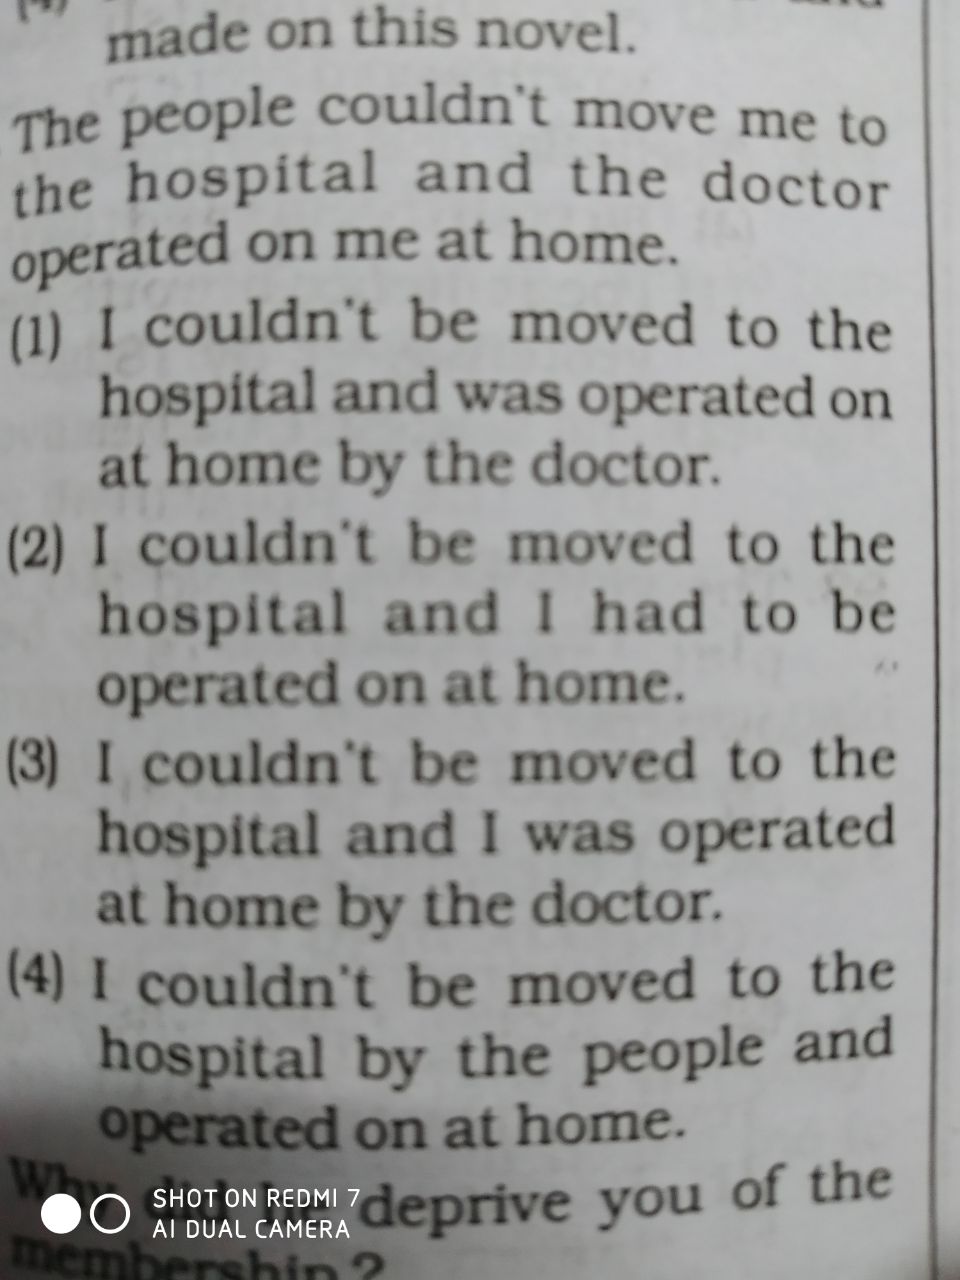 (4)
made on this novel.
The people couldn't move me to
the hospital and the doctor
operated on me at home.
(1) I couldn't be moved to the
hospital and was operated on
at home by the doctor.
(2) I couldn't be moved to the
hospital and I had to be
operated on at home.
(3) I couldn't be moved to the
hospital and I was operated
at home by the doctor.
(4) I couldn't be moved to the
hospital by the people and
operated on at home.
Why deprive you of the
membership ?
SHOT ON REDMI 7
AI DUAL CAMERA